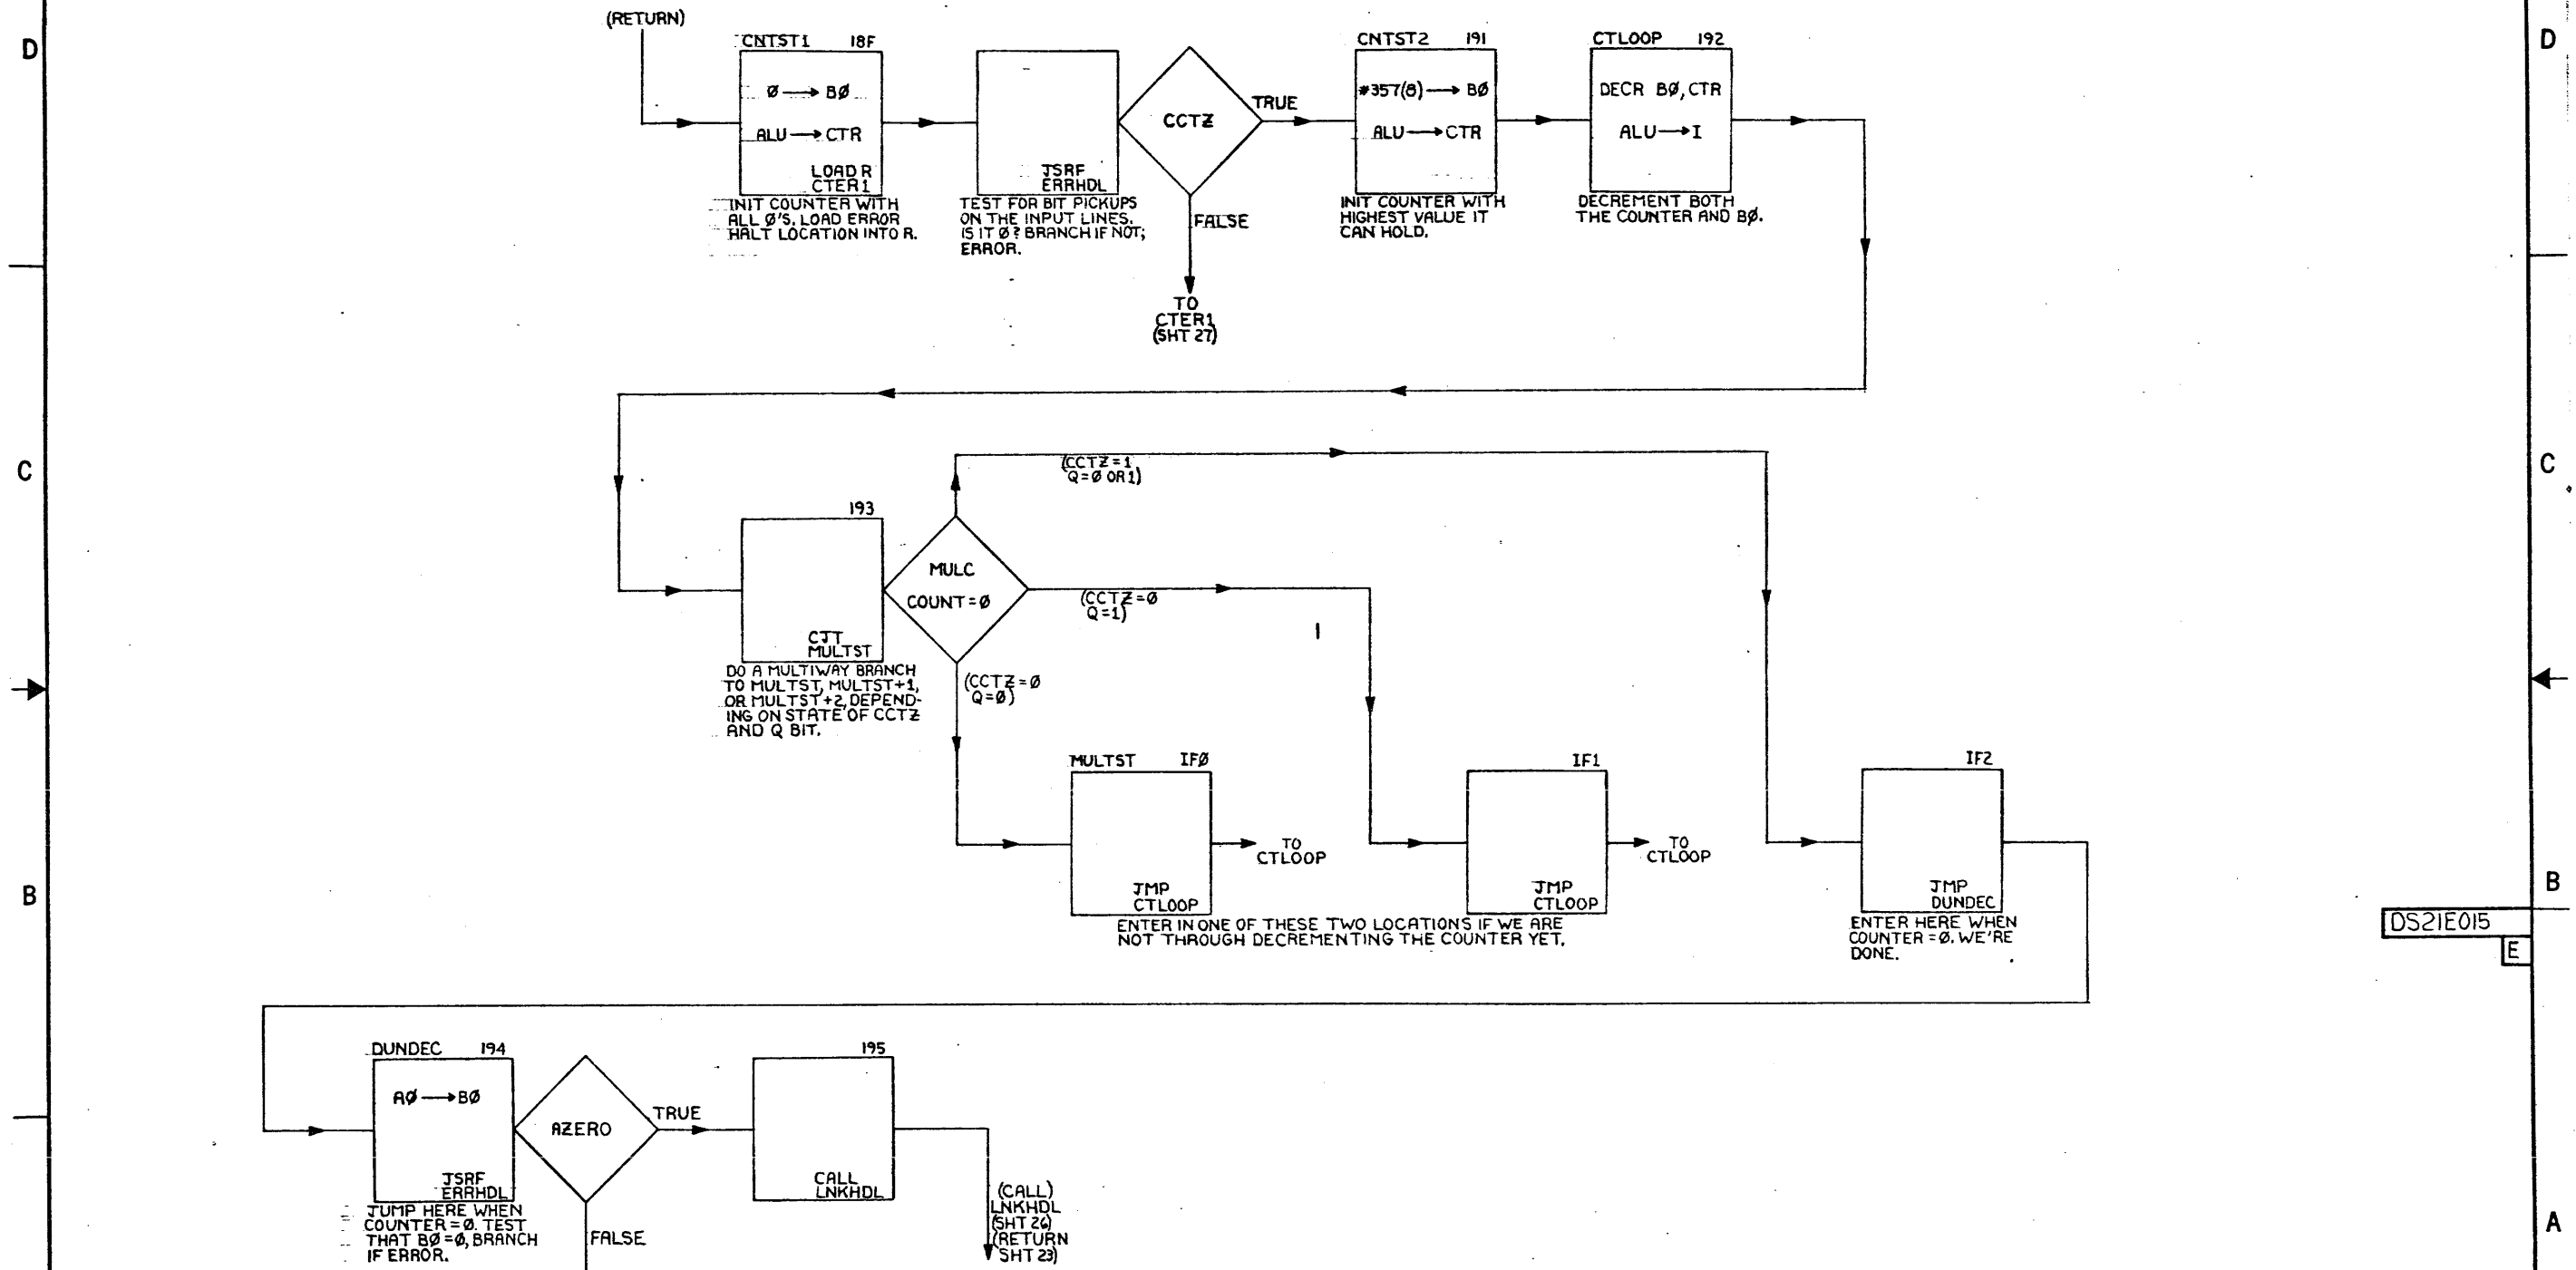 (RETURN)
D
D
CNTST1 18F
Ø → BØ
ALU → CTR
LOAD R
CTER1
INIT COUNTER WITH
ALL Ø'S. LOAD ERROR
HALT LOCATION INTO R.
JSRF
ERRHDL
TEST FOR BIT PICKUPS
ON THE INPUT LINES.
IS IT Ø? BRANCH IF NOT;
ERROR.
CCTZ
TRUE
FALSE
TO
CTER1
(SHT 27)
CNTST2 191
#357(8) → BØ
ALU → CTR
INIT COUNTER WITH
HIGHEST VALUE IT
CAN HOLD.
CTLOOP 192
DECR BØ, CTR
ALU → I
DECREMENT BOTH
THE COUNTER AND BØ.
C
C
193
CJT
MULTST
DO A MULTIWAY BRANCH
TO MULTST, MULTST+1,
OR MULTST+2, DEPEND-
ING ON STATE OF CCTZ
AND Q BIT.
MULC
COUNT=Ø
(CCTZ=1
Q=Ø OR 1)
(CCTZ=Ø
Q=1)
(CCTZ=Ø
Q=Ø)
MULTST 1FØ
JMP
CTLOOP
TO
CTLOOP
1F1
JMP
CTLOOP
TO
CTLOOP
ENTER IN ONE OF THESE TWO LOCATIONS IF WE ARE
NOT THROUGH DECREMENTING THE COUNTER YET.
1F2
JMP
DUNDEC
ENTER HERE WHEN
COUNTER=Ø. WE'RE
DONE.
B
B
DS21E015
E
DUNDEC 194
AØ → BØ
JSRF
ERRHDL
JUMP HERE WHEN
COUNTER=Ø. TEST
THAT BØ=Ø, BRANCH
IF ERROR.
AZERO
TRUE
FALSE
195
CALL
LNKHDL
(CALL)
LNKHDL
(SHT 26)
(RETURN
SHT 23)
A